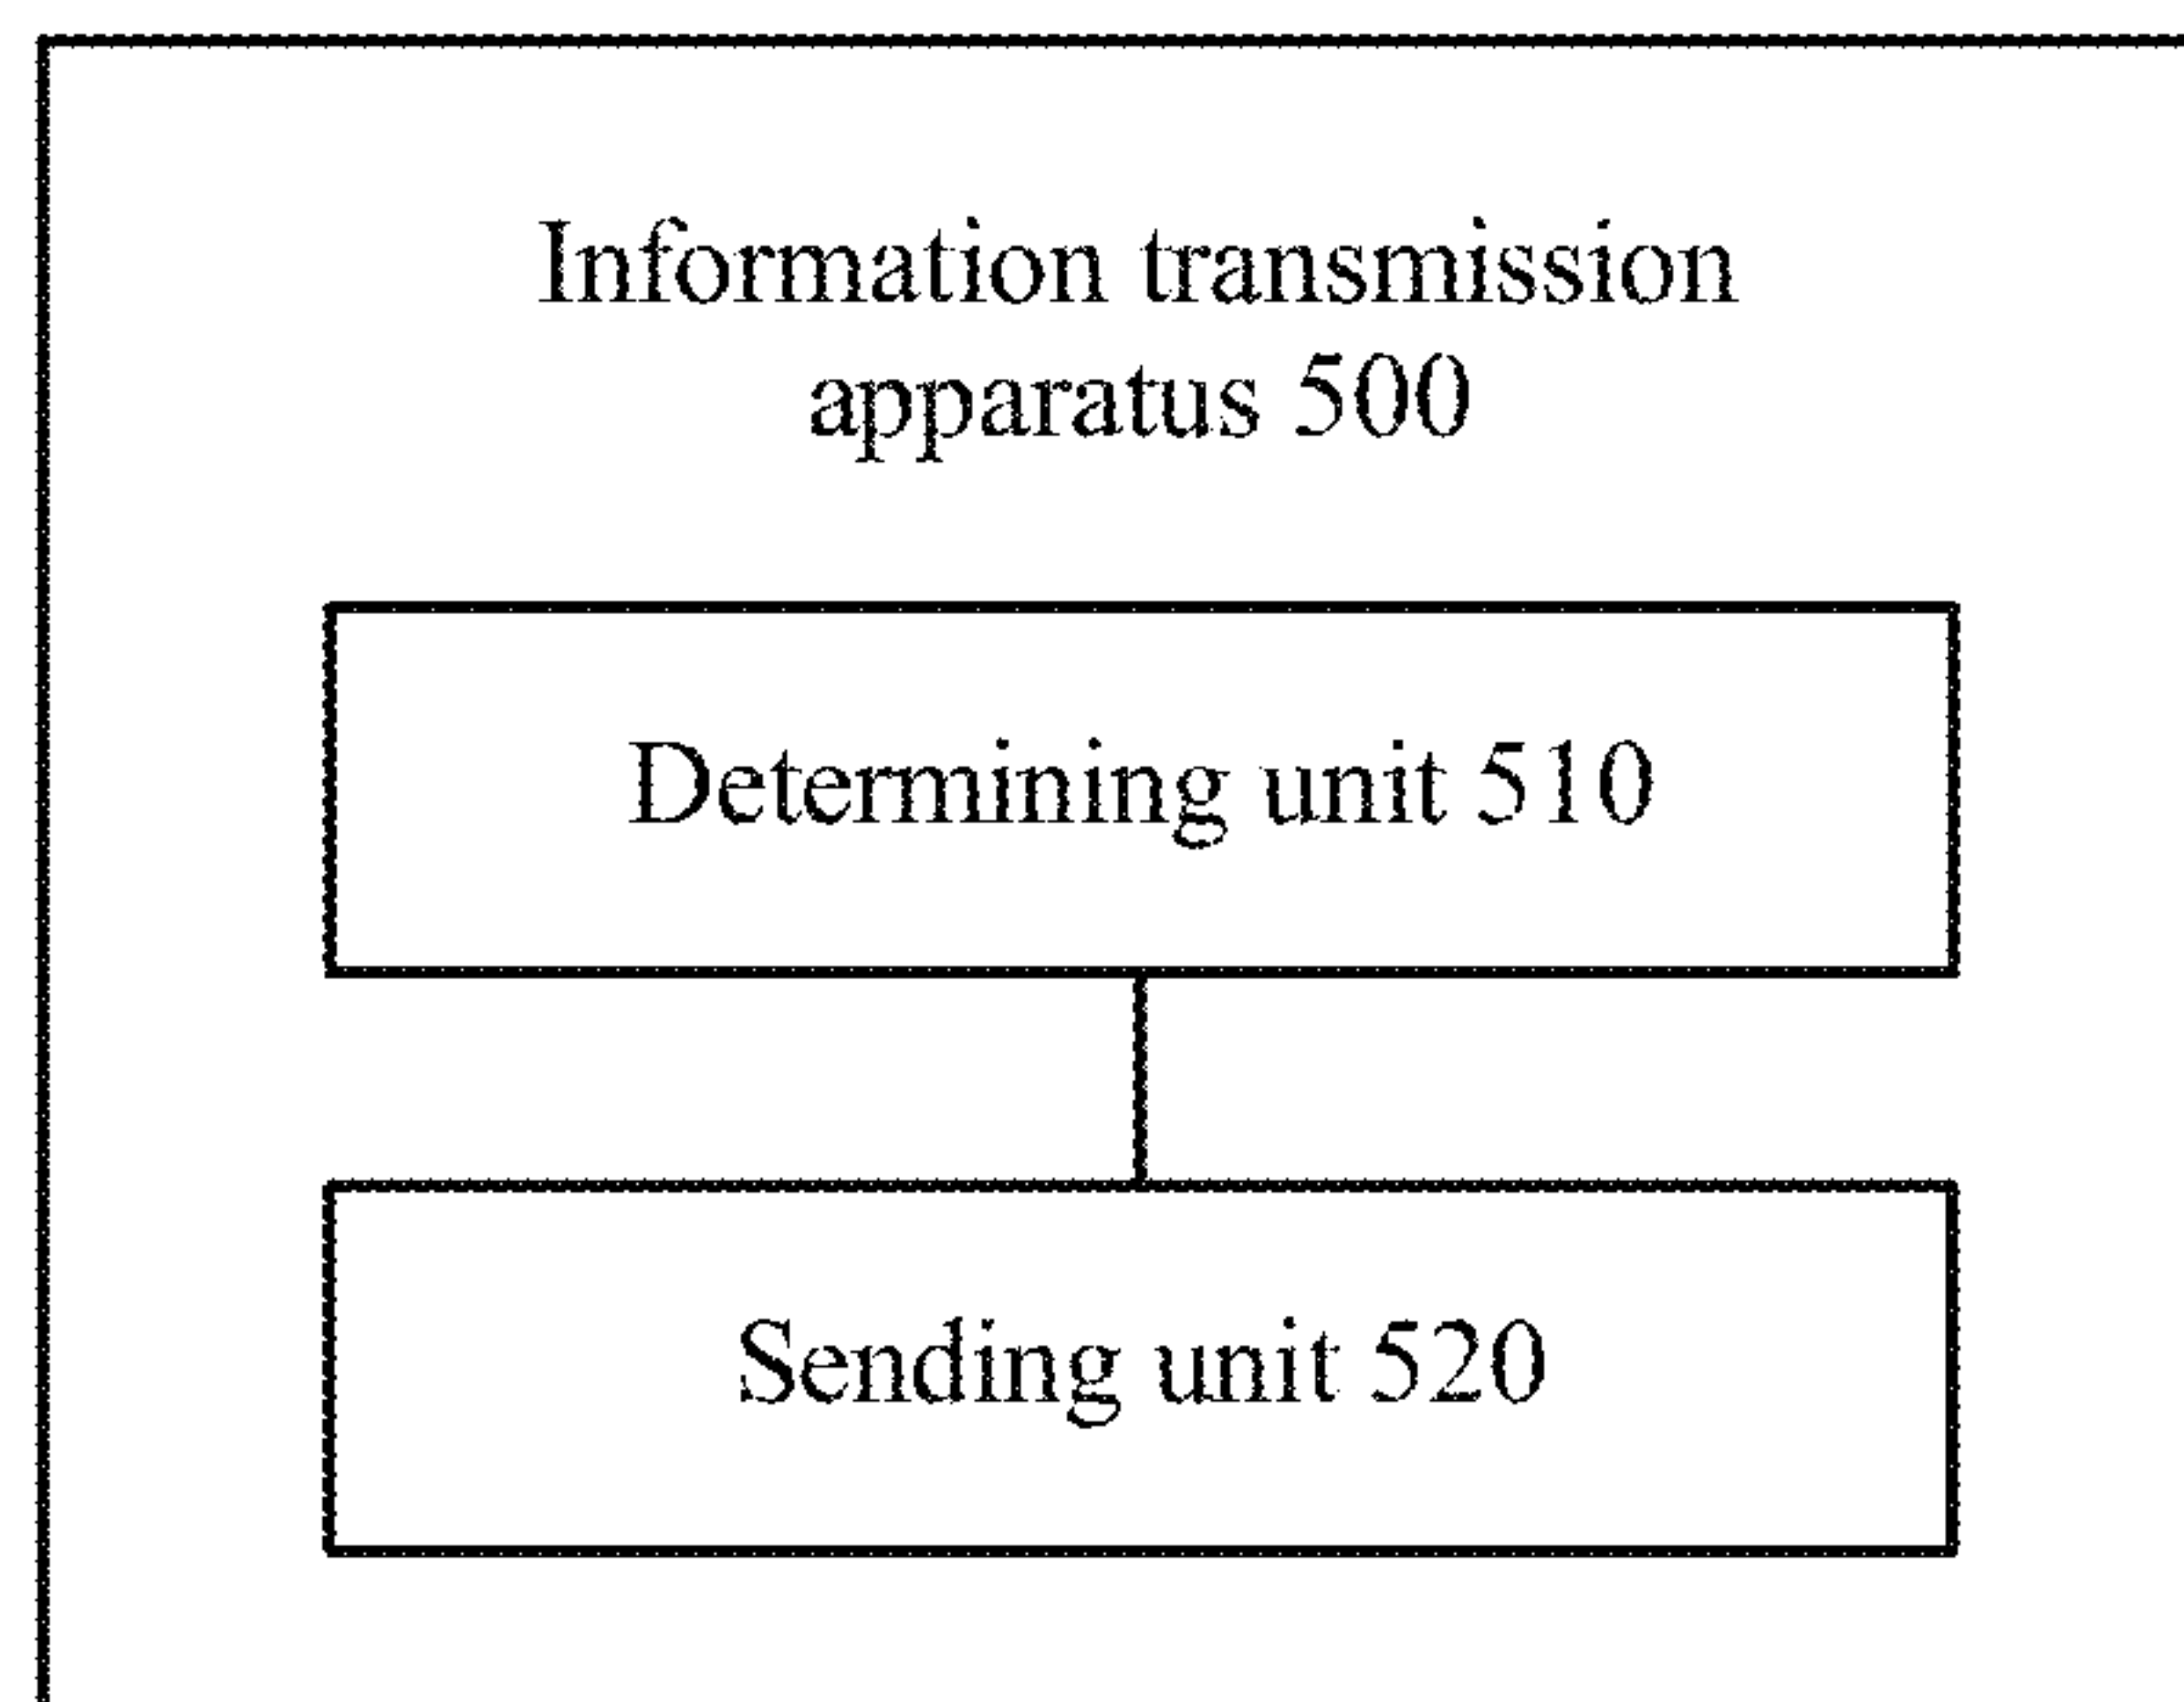 Information transmission
apparatus 500
Determining unit 510
Sending unit 520